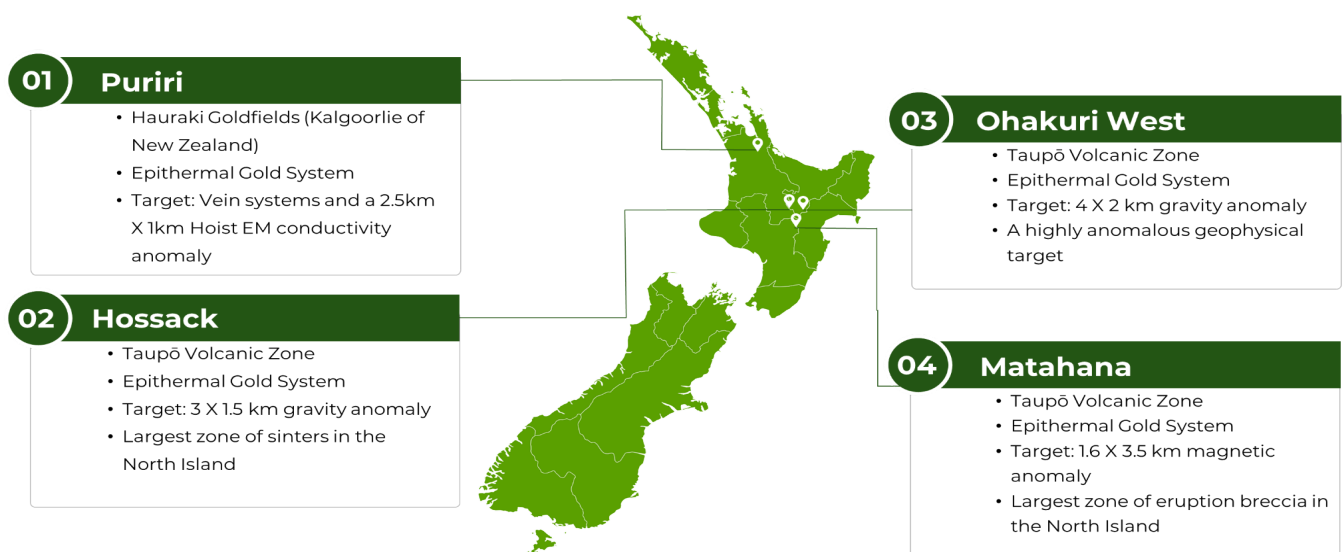 01
Puriri
• Hauraki Goldfields (Kalgoorlie of
New Zealand)
• Epithermal Gold System
• Target: Vein systems and a 2.5km
X 1km Hoist EM conductivity
anomaly
02
Hossack
• Taupō Volcanic Zone
• Epithermal Gold System
• Target: 3 X 1.5 km gravity anomaly
• Largest zone of sinters in the
North Island
03
Ohakuri West
• Taupō Volcanic Zone
• Epithermal Gold System
• Target: 4 X 2 km gravity anomaly
• A highly anomalous geophysical
target
04
Matahana
• Taupō Volcanic Zone
• Epithermal Gold System
• Target: 1.6 X 3.5 km magnetic
anomaly
• Largest zone of eruption breccia in
the North Island